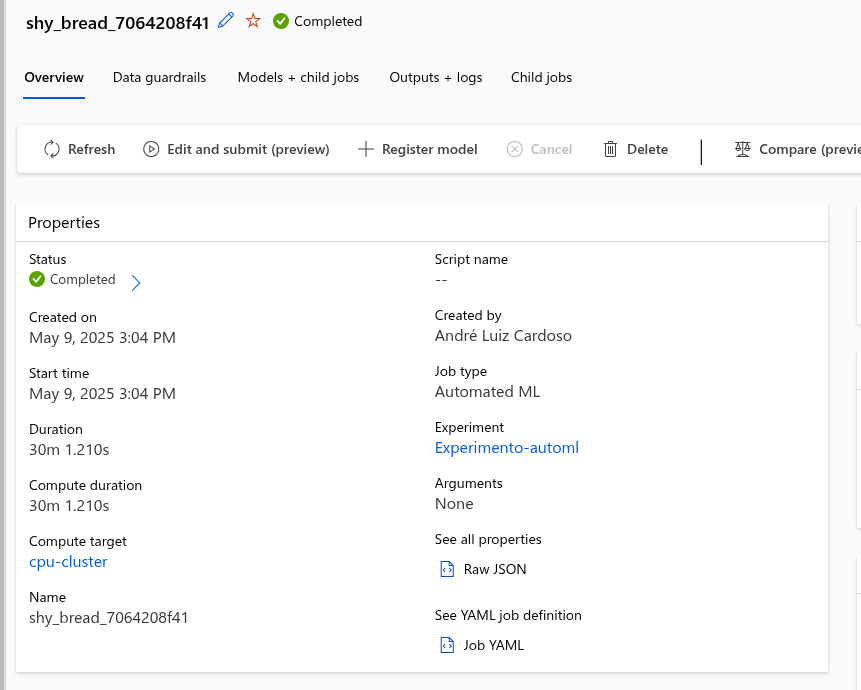 shy_bread_7064208f41 Completed
Overview Data guardrails Models + child jobs Outputs + logs Child jobs
Refresh Edit and submit (preview) Register model Cancel Delete Compare (previe
Properties
Status
Completed
Created on
May 9, 2025 3:04 PM
Start time
May 9, 2025 3:04 PM
Duration
30m 1.210s
Compute duration
30m 1.210s
Compute target
cpu-cluster
Name
shy_bread_7064208f41
Script name
--
Created by
André Luiz Cardoso
Job type
Automated ML
Experiment
Experimento-automl
Arguments
None
See all properties
Raw JSON
See YAML job definition
Job YAML